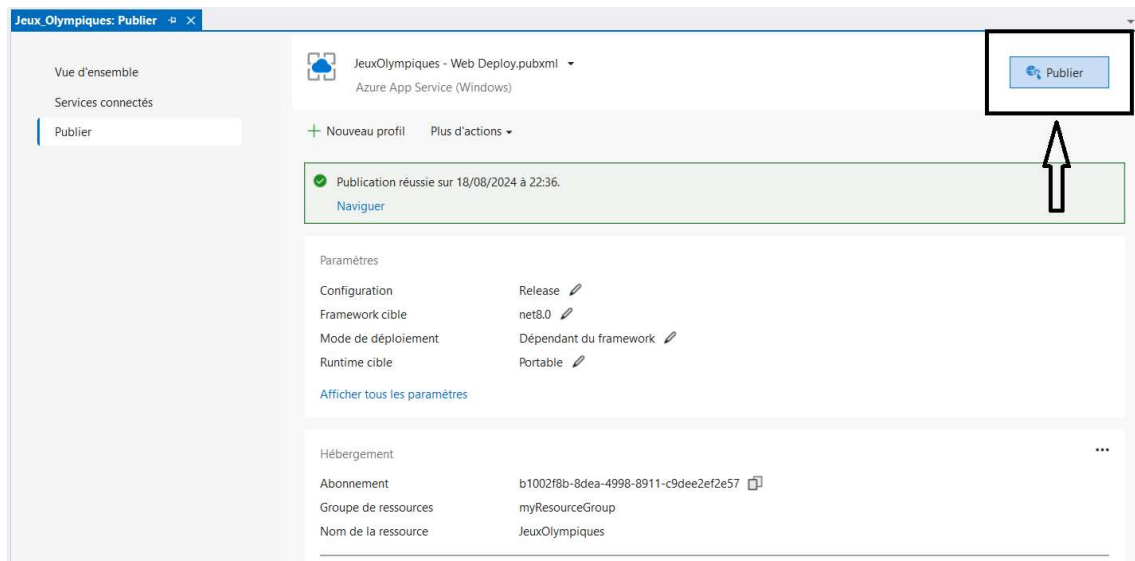 Jeux_Olympiques: Publier
Vue d'ensemble
Services connectés
Publier
JeuxOlympiques - Web Deploy.pubxml
Azure App Service (Windows)
Publier
Nouveau profil Plus d'actions
Publication réussie sur 18/08/2024 à 22:36.
Naviguer
Paramètres
Configuration Release
Framework cible net8.0
Mode de déploiement Dépendant du framework
Runtime cible Portable
Afficher tous les paramètres
Hébergement
Abonnement b1002f8b-8dea-4998-8911-c9dee2ef2e57
Groupe de ressources myResourceGroup
Nom de la ressource JeuxOlympiques